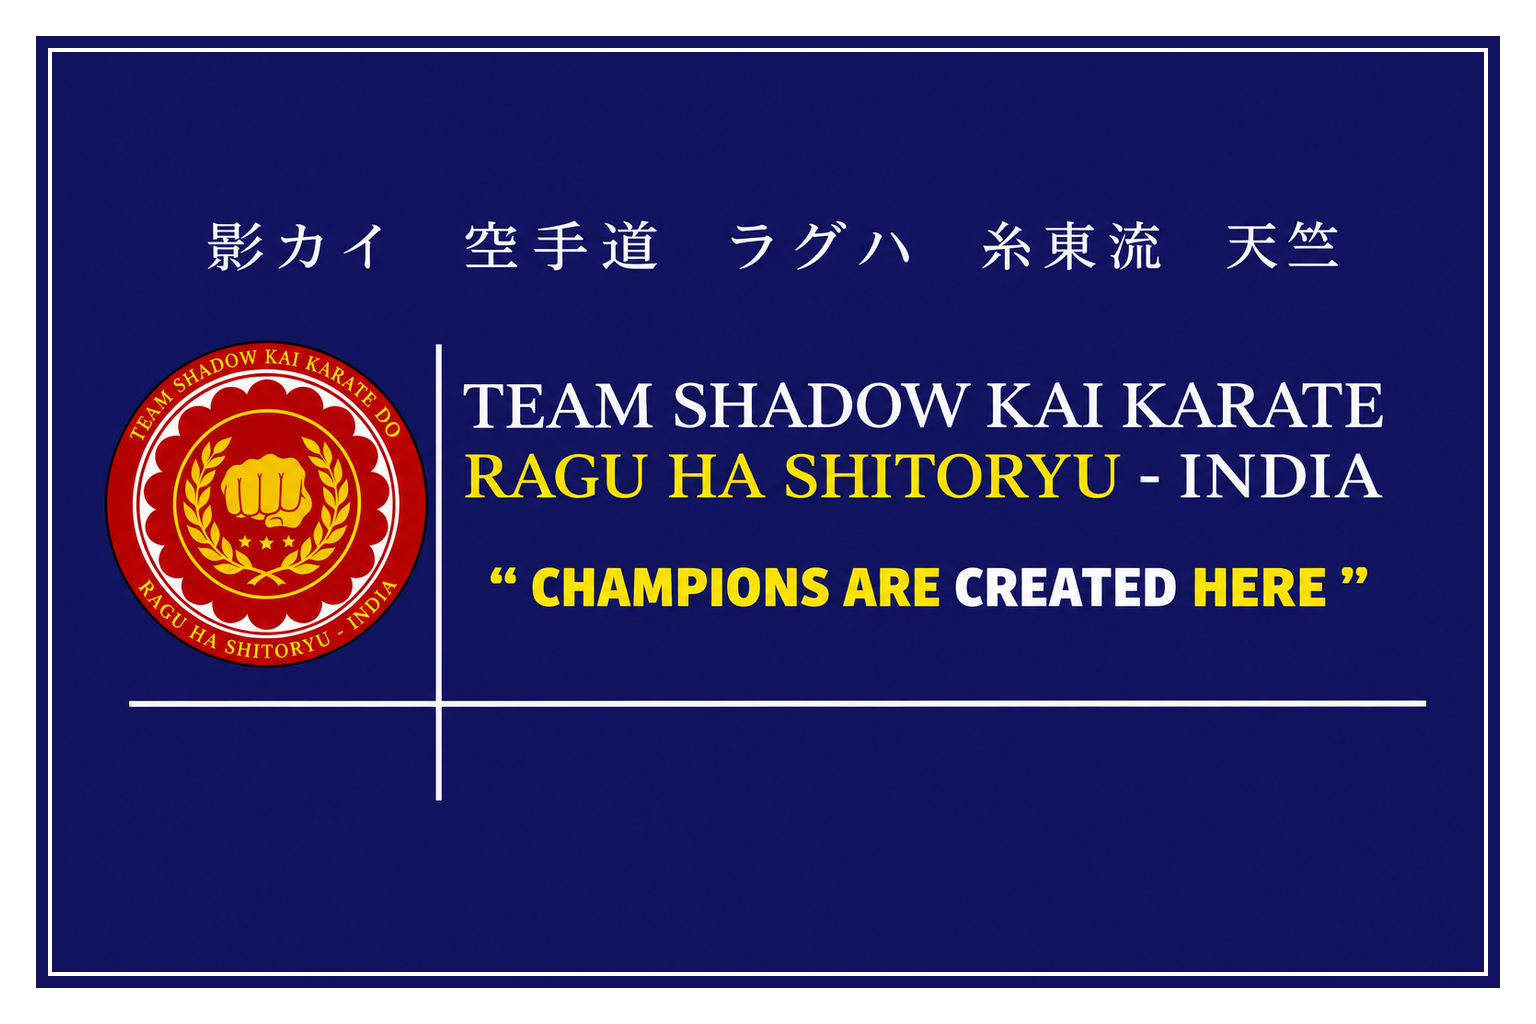 影カイ 空手道 ラグハ 糸東流 天竺
TEAM SHADOW KAI KARATE DO
RAGU HA SHITORYU - INDIA
TEAM SHADOW KAI KARATE
RAGU HA SHITORYU - INDIA
“ CHAMPIONS ARE CREATED HERE ”